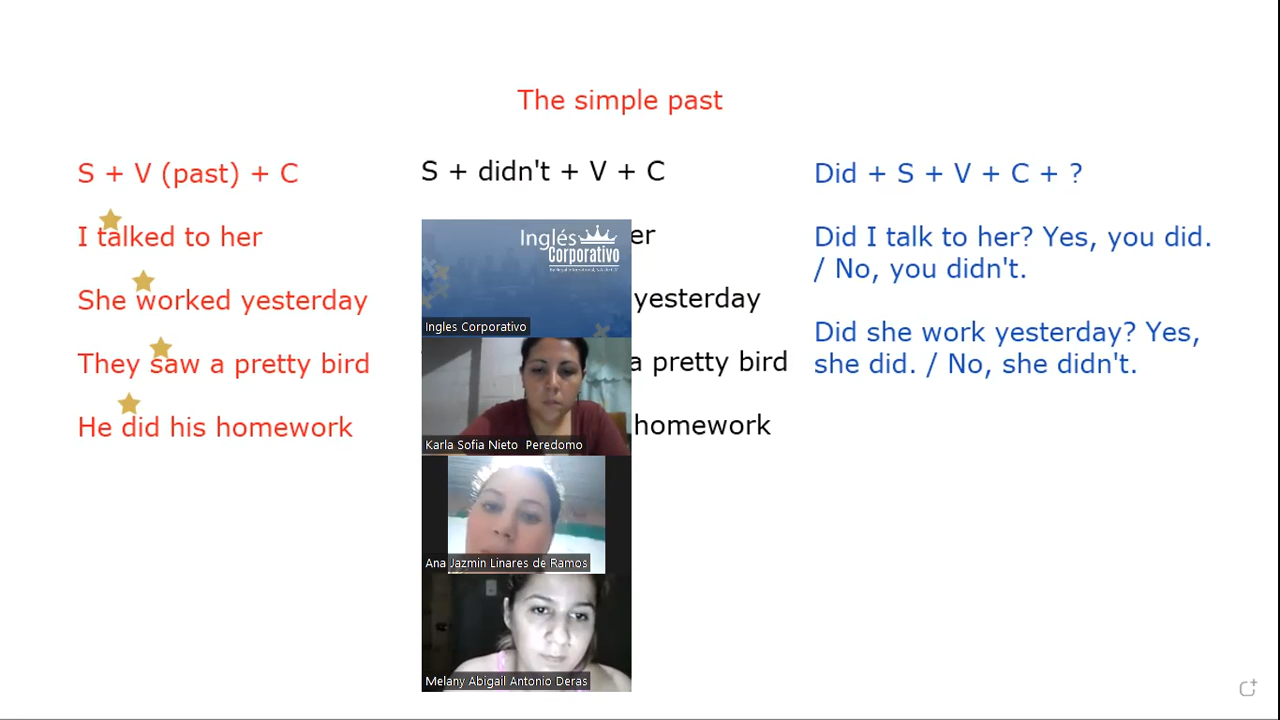 The simple past
S + V (past) + C
I talked to her
She worked yesterday
They saw a pretty bird
He did his homework
S + didn't + V + C
er
yesterday
a pretty bird
homework
Did + S + V + C + ?
Did I talk to her? Yes, you did.
/ No, you didn't.
Did she work yesterday? Yes,
she did. / No, she didn't.
Inglés
Corporativo
Ingles Corporativo
Karla Sofia Nieto Peredomo
Ana Jazmin Linares de Ramos
Melany Abigail Antonio Deras